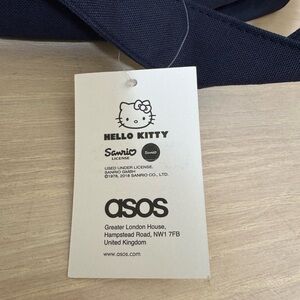 HELLO KITTY
Sanrio Sanrio
LICENSE
USED UNDER LICENSE.
SANRIO GMBH
©1976, 2018 SANRIO CO., LTD.
asos
Greater London House,
Hampstead Road, NW1 7FB
United Kingdom
www.asos.com